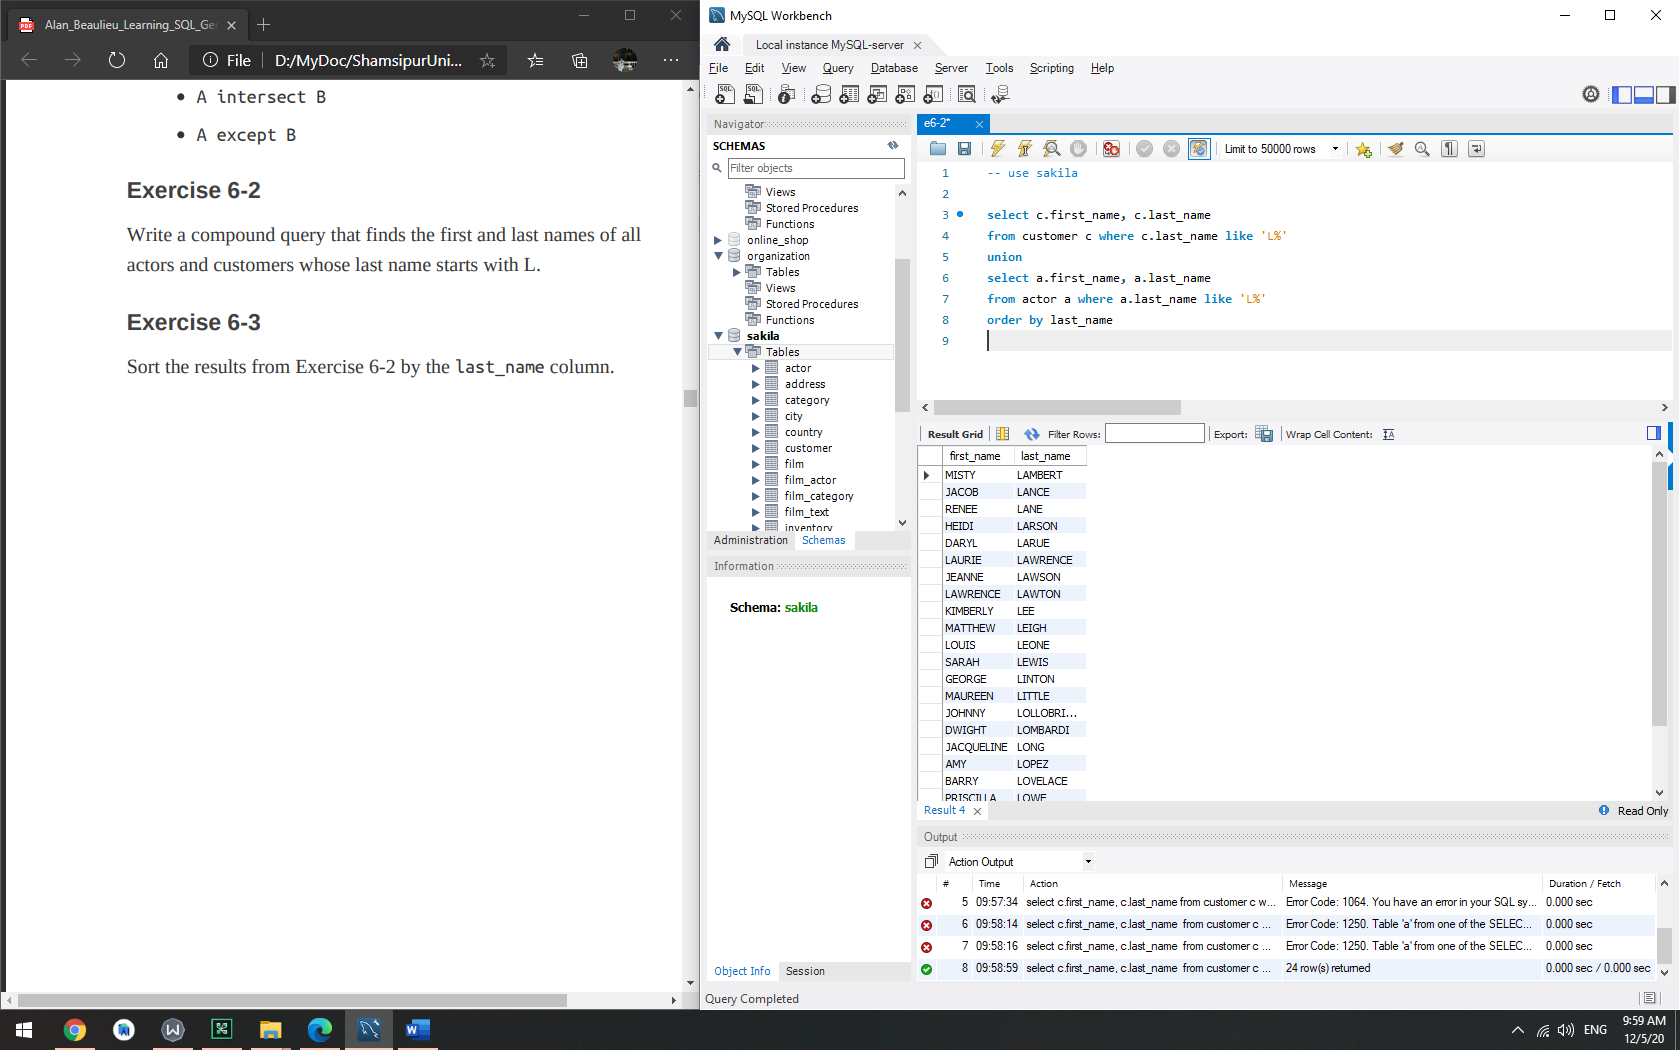 Alan_Beaulieu_Learning_SQL_Ge
File
D:/MyDoc/ShamsipurUni...
• A intersect B
• A except B
Exercise 6-2
Write a compound query that finds the first and last names of all
actors and customers whose last name starts with L.
Exercise 6-3
Sort the results from Exercise 6-2 by the last_name column.
MySQL Workbench
Local instance MySQL-server
File Edit View Query Database Server Tools Scripting Help
Navigator
SCHEMAS
Filter objects
Views
Stored Procedures
Functions
online_shop
organization
Tables
Views
Stored Procedures
Functions
sakila
Tables
actor
address
category
city
country
customer
film
film_actor
film_category
film_text
inventory
Administration Schemas
Information
Schema: sakila
Object Info Session
Query Completed
e6-2*
Limit to 50000 rows
1 -- use sakila
2
3 select c.first_name, c.last_name
4 from customer c where c.last_name like 'L%'
5 union
6 select a.first_name, a.last_name
7 from actor a where a.last_name like 'L%'
8 order by last_name
9
Result Grid Filter Rows: Export: Wrap Cell Content:
first_name last_name
MISTY LAMBERT
JACOB LANCE
RENEE LANE
HEIDI LARSON
DARYL LARUE
LAURIE LAWRENCE
JEANNE LAWSON
LAWRENCE LAWTON
KIMBERLY LEE
MATTHEW LEIGH
LOUIS LEONE
SARAH LEWIS
GEORGE LINTON
MAUREEN LITTLE
JOHNNY LOLLOBRI...
DWIGHT LOMBARDI
JACQUELINE LONG
AMY LOPEZ
BARRY LOVELACE
PRISCILLA LOWE
Result 4 Read Only
Output
Action Output
# Time Action Message Duration / Fetch
5 09:57:34 select c.first_name, c.last_name from customer c w... Error Code: 1064. You have an error in your SQL sy... 0.000 sec
6 09:58:14 select c.first_name, c.last_name from customer c ... Error Code: 1250. Table 'a' from one of the SELEC... 0.000 sec
7 09:58:16 select c.first_name, c.last_name from customer c ... Error Code: 1250. Table 'a' from one of the SELEC... 0.000 sec
8 09:58:59 select c.first_name, c.last_name from customer c ... 24 row(s) returned 0.000 sec / 0.000 sec
ENG
9:59 AM
12/5/20